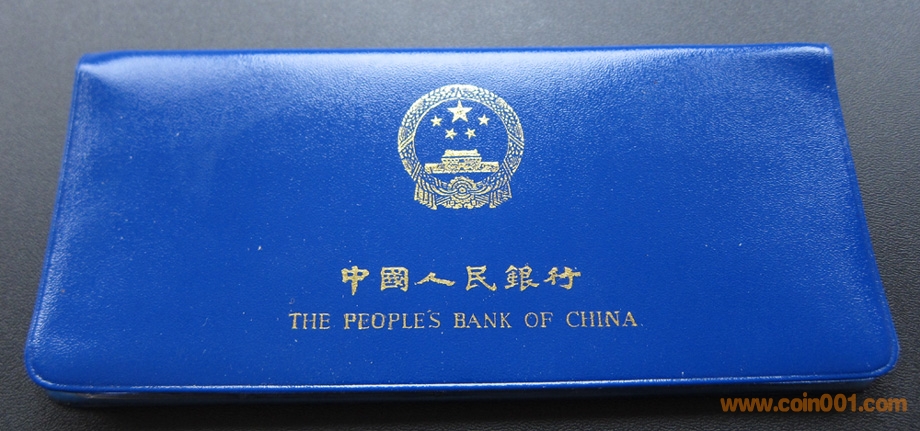 中國人民銀行
THE PEOPLE'S BANK OF CHINA
www.coin001.com